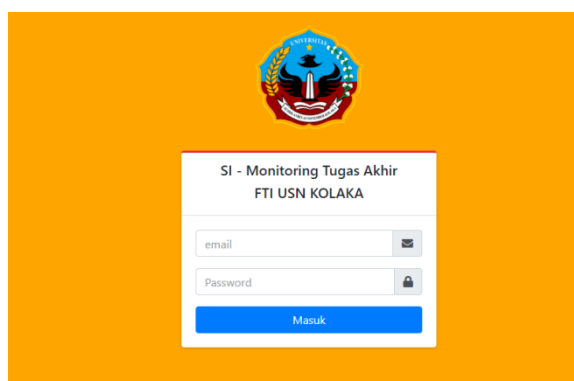 UNIVERSITAS
SI - Monitoring Tugas Akhir
FTI USN KOLAKA
email
Password
Masuk